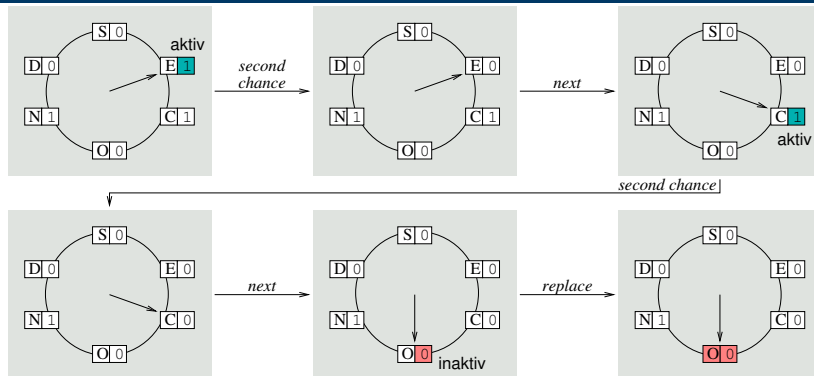 S 0
aktiv
D 0
E 1
N 1
C 1
O 0
second
chance
S 0
D 0
E 0
N 1
C 1
O 0
next
S 0
D 0
E 0
N 1
C 1
aktiv
O 0
second chance
S 0
D 0
E 0
N 1
C 0
O 0
next
S 0
D 0
E 0
N 1
C 0
O 0
inaktiv
replace
S 0
D 0
E 0
N 1
C 0
O 0